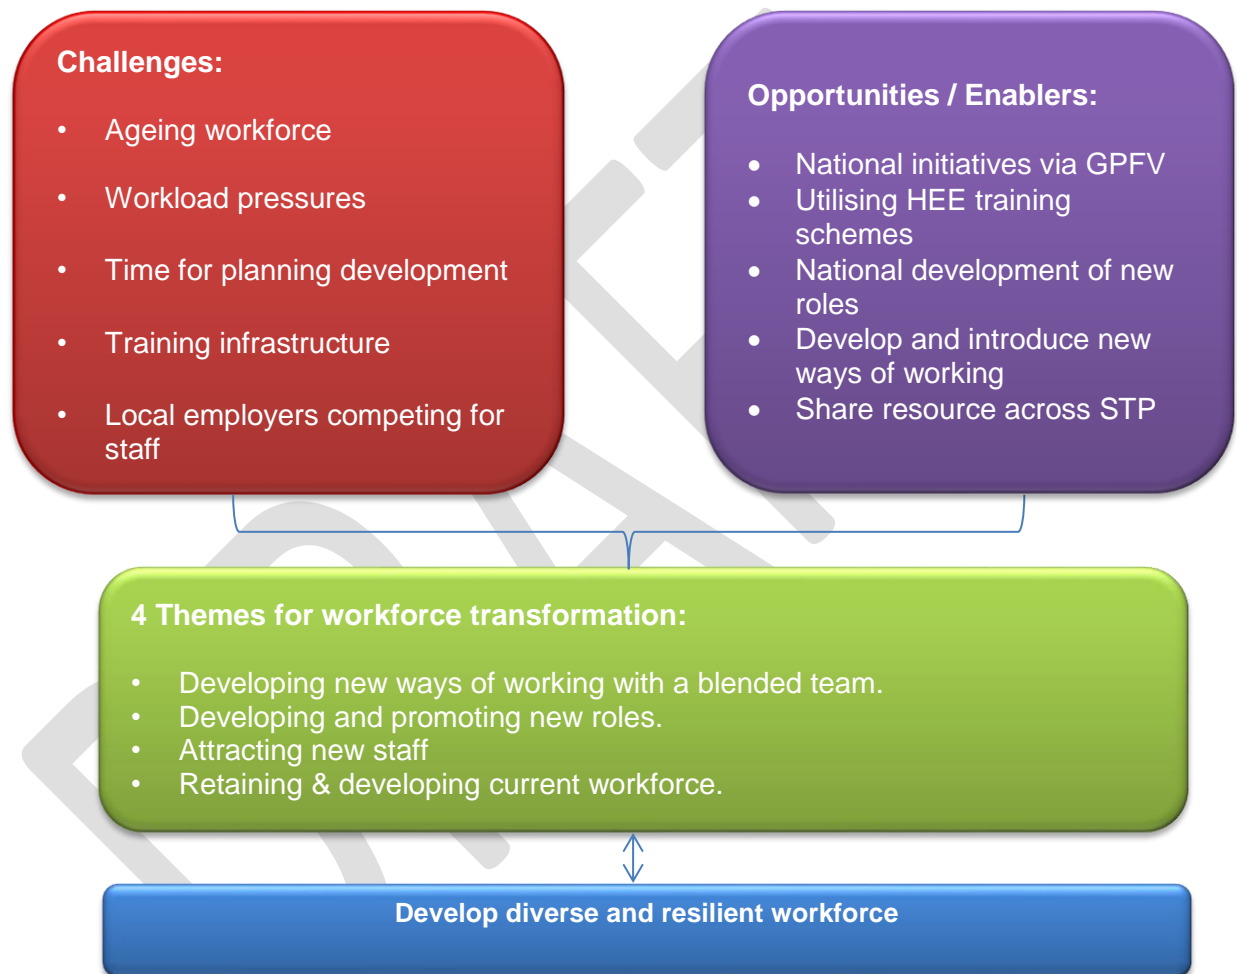 Challenges:
• Ageing workforce
• Workload pressures
• Time for planning development
• Training infrastructure
• Local employers competing for
staff
Opportunities / Enablers:
• National initiatives via GPFV
• Utilising HEE training
schemes
• National development of new
roles
• Develop and introduce new
ways of working
• Share resource across STP
4 Themes for workforce transformation:
• Developing new ways of working with a blended team.
• Developing and promoting new roles.
• Attracting new staff
• Retaining & developing current workforce.
Develop diverse and resilient workforce
DRAFT